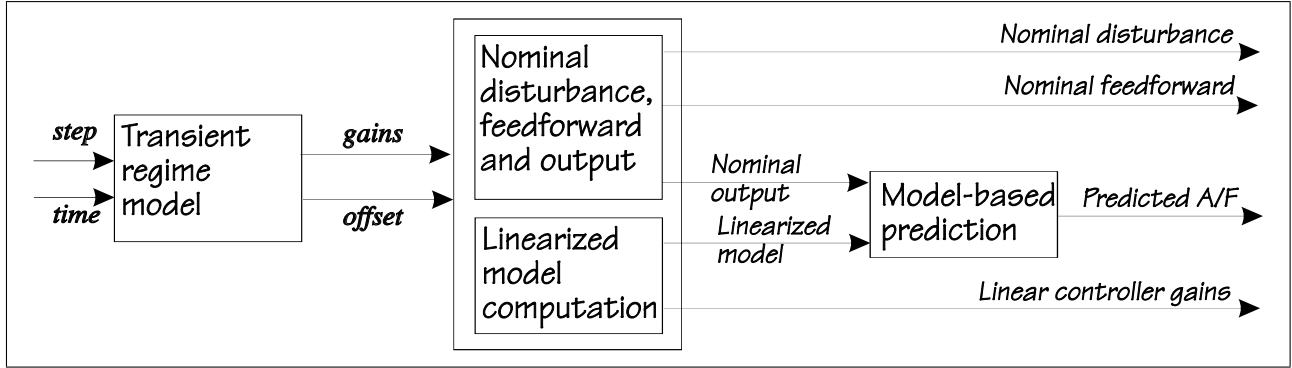 step
time
Transient
regime
model
gains
offset
Nominal
disturbance,
feedforward
and output
Linearized
model
computation
Nominal disturbance
Nominal feedforward
Nominal
output
Linearized
model
Model-based
prediction
Predicted A/F
Linear controller gains